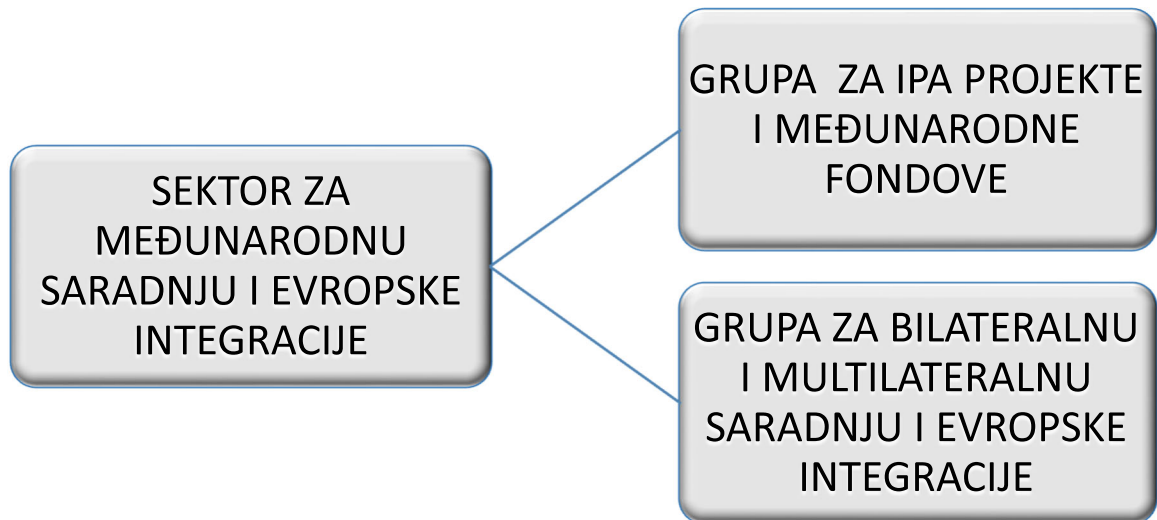 SEKTOR ZA
MEĐUNARODNU
SARADNJU I EVROPSKE
INTEGRACIJE
GRUPA ZA IPA PROJEKTE
I MEĐUNARODNE
FONDOVE
GRUPA ZA BILATERALNU
I MULTILATERALNU
SARADNJU I EVROPSKE
INTEGRACIJE